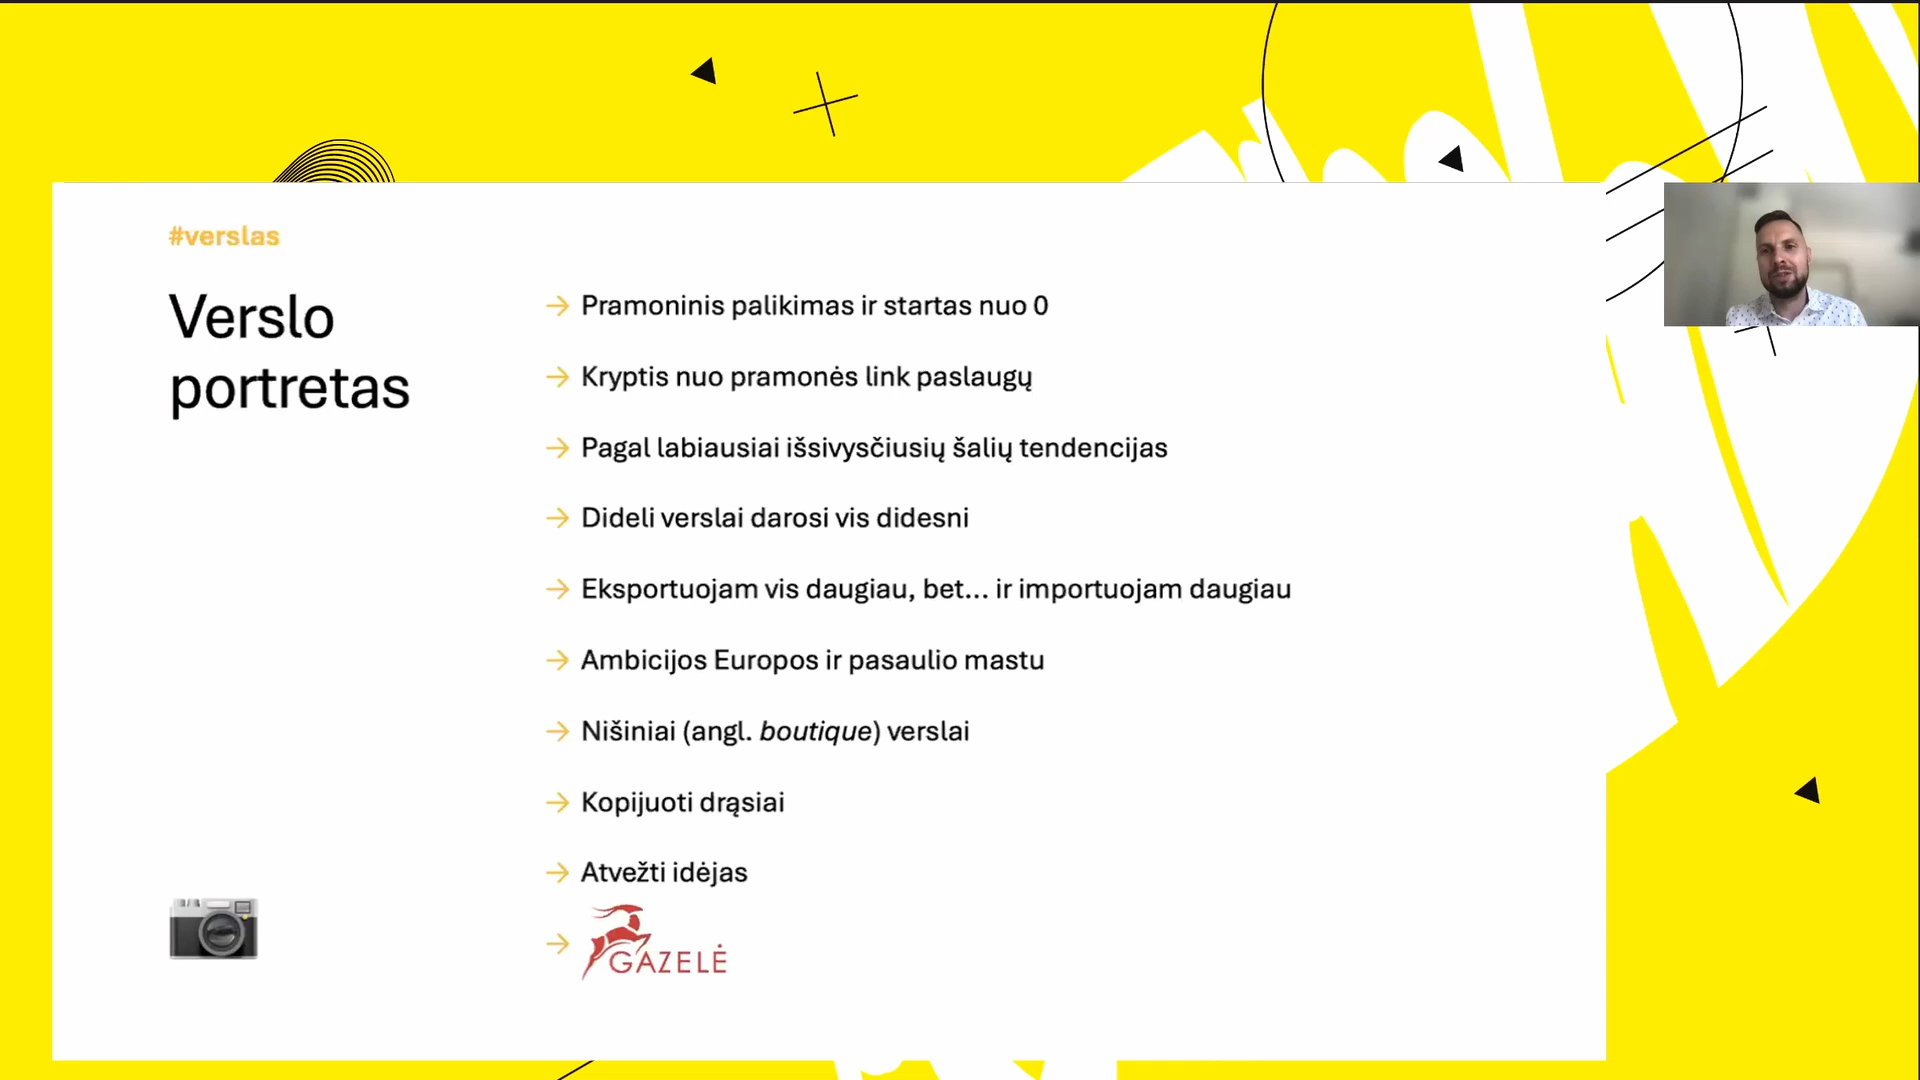 #verslas
Verslo
portretas
Pramoninis palikimas ir startas nuo 0
Kryptis nuo pramonės link paslaugų
Pagal labiausiai išsivysčiusių šalių tendencijas
Dideli verslai darosi vis didesni
Eksportuojam vis daugiau, bet... ir importuojam daugiau
Ambicijos Europos ir pasaulio mastu
Nišiniai (angl. boutique) verslai
Kopijuoti drąsiai
Atvežti idėjas
GAZELĖ